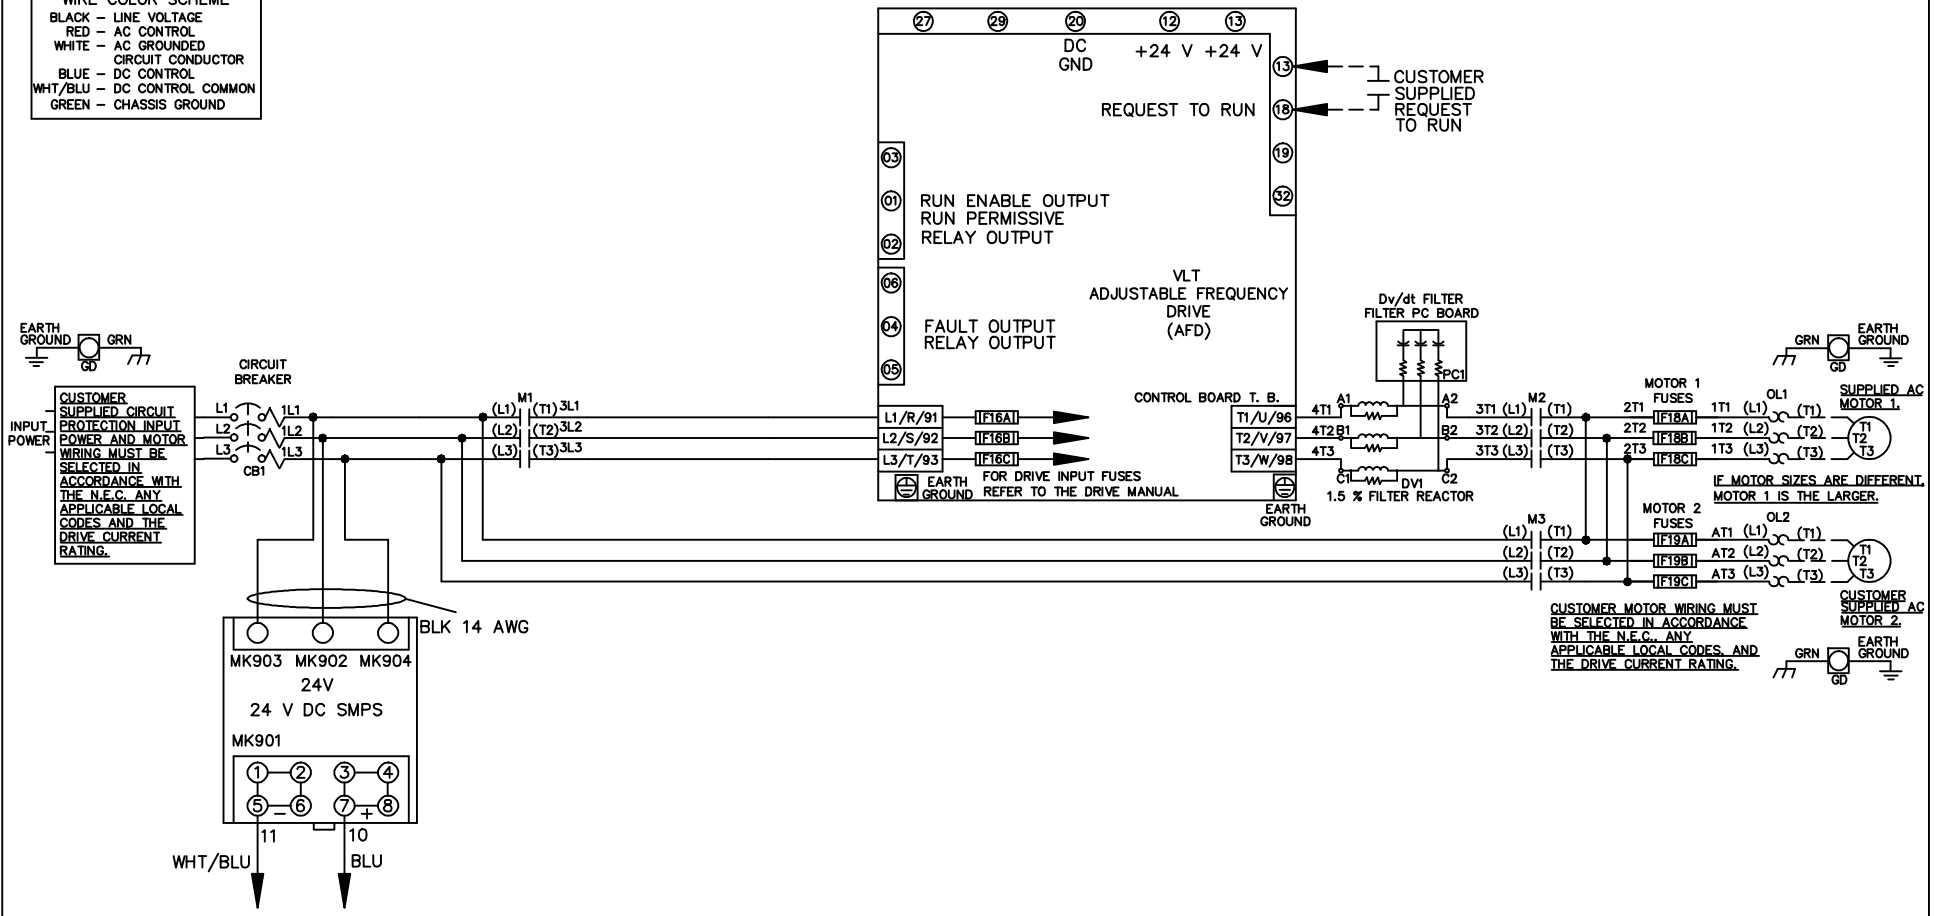 WIRE COLOR SCHEME
BLACK – LINE VOLTAGE
RED – AC CONTROL
WHITE – AC GROUNDED
CIRCUIT CONDUCTOR
BLUE – DC CONTROL
WHT/BLU – DC CONTROL COMMON
GREEN – CHASSIS GROUND
27 29 20 12 13
DC
GND
+24 V +24 V
13
REQUEST TO RUN
18
19
32
CUSTOMER
SUPPLIED
REQUEST
TO RUN
03
01
02
RUN ENABLE OUTPUT
RUN PERMISSIVE
RELAY OUTPUT
06
04
05
FAULT OUTPUT
RELAY OUTPUT
VLT
ADJUSTABLE FREQUENCY
DRIVE
(AFD)
CONTROL BOARD T. B.
L1/R/91 F16A
L2/S/92 F16B
L3/T/93 F16C
EARTH
GROUND
FOR DRIVE INPUT FUSES
REFER TO THE DRIVE MANUAL
T1/U/96
T2/V/97
T3/W/98
EARTH
GROUND
EARTH
GROUND
GRN
GD
INPUT
POWER
CUSTOMER
SUPPLIED CIRCUIT
PROTECTION INPUT
POWER AND MOTOR
WIRING MUST BE
SELECTED IN
ACCORDANCE WITH
THE N.E.C. ANY
APPLICABLE LOCAL
CODES AND THE
DRIVE CURRENT
RATING.
CIRCUIT
BREAKER
L1 1L1
L2 1L2
L3 1L3
CB1
M1
(L1) (T1) 3L1
(L2) (T2) 3L2
(L3) (T3) 3L3
Dv/dt FILTER
FILTER PC BOARD
PC1
4T1 A1 A2
4T2 B1 B2
4T3 C1 C2
DV1
1.5 % FILTER REACTOR
M2
3T1 (L1) (T1)
3T2 (L2) (T2)
3T3 (L3) (T3)
MOTOR 1
FUSES
2T1 F18A 1T1 (L1) (T1)
2T2 F18B 1T2 (L2) (T2)
2T3 F18C 1T3 (L3) (T3)
OL1
T1
T2
T3
GRN
GD
EARTH
GROUND
SUPPLIED AC
MOTOR 1.
IF MOTOR SIZES ARE DIFFERENT,
MOTOR 1 IS THE LARGER.
M3
(L1) (T1)
(L2) (T2)
(L3) (T3)
MOTOR 2
FUSES
F19A AT1 (L1) (T1)
F19B AT2 (L2) (T2)
F19C AT3 (L3) (T3)
OL2
T1
T2
T3
CUSTOMER
SUPPLIED AC
MOTOR 2.
CUSTOMER MOTOR WIRING MUST
BE SELECTED IN ACCORDANCE
WITH THE N.E.C., ANY
APPLICABLE LOCAL CODES, AND
THE DRIVE CURRENT RATING.
GRN
GD
EARTH
GROUND
BLK 14 AWG
MK903 MK902 MK904
24V
24 V DC SMPS
MK901
1 2 3 4
5 – 6 7 + 8
11 10
WHT/BLU BLU